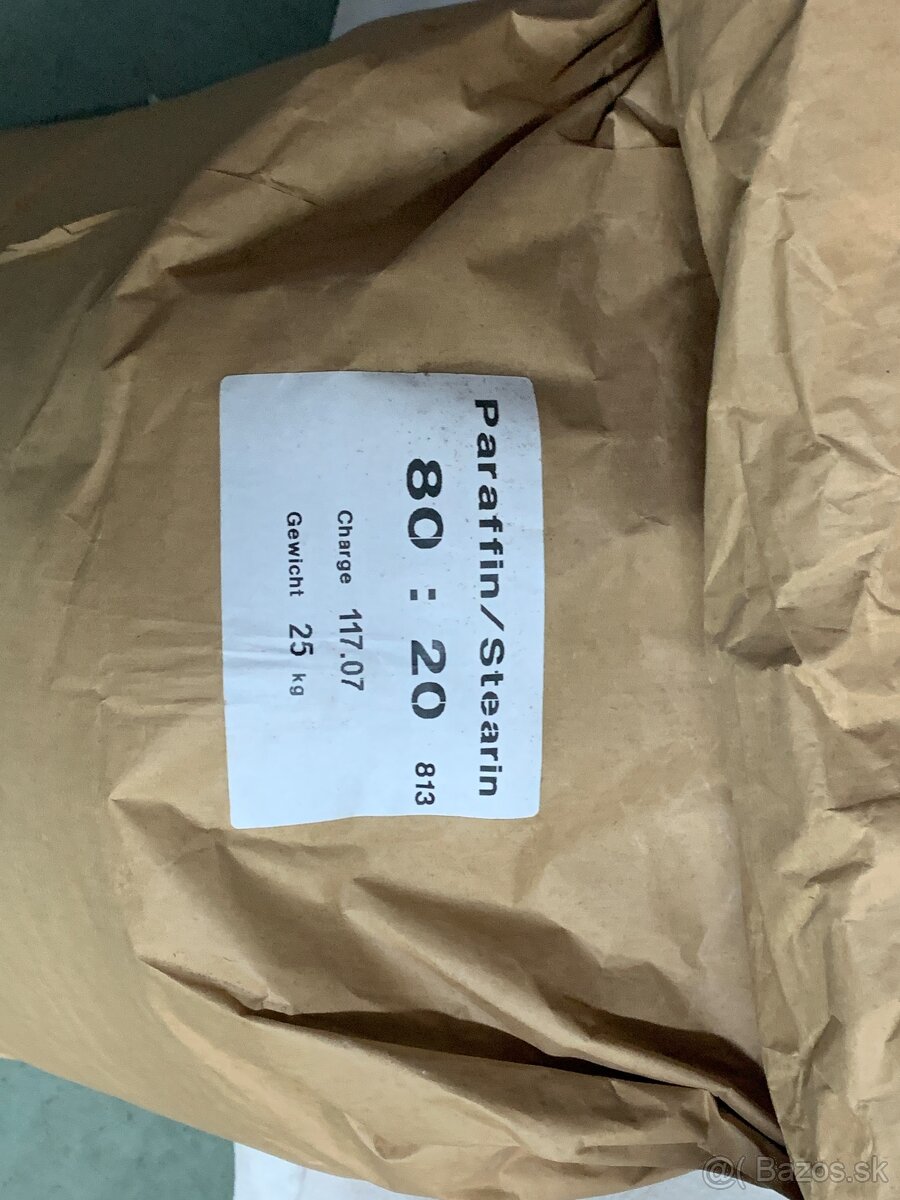 Paraffin/Stearin
80 : 20 813
Charge 117.07
Gewicht 25 kg
@( Bazos.sk